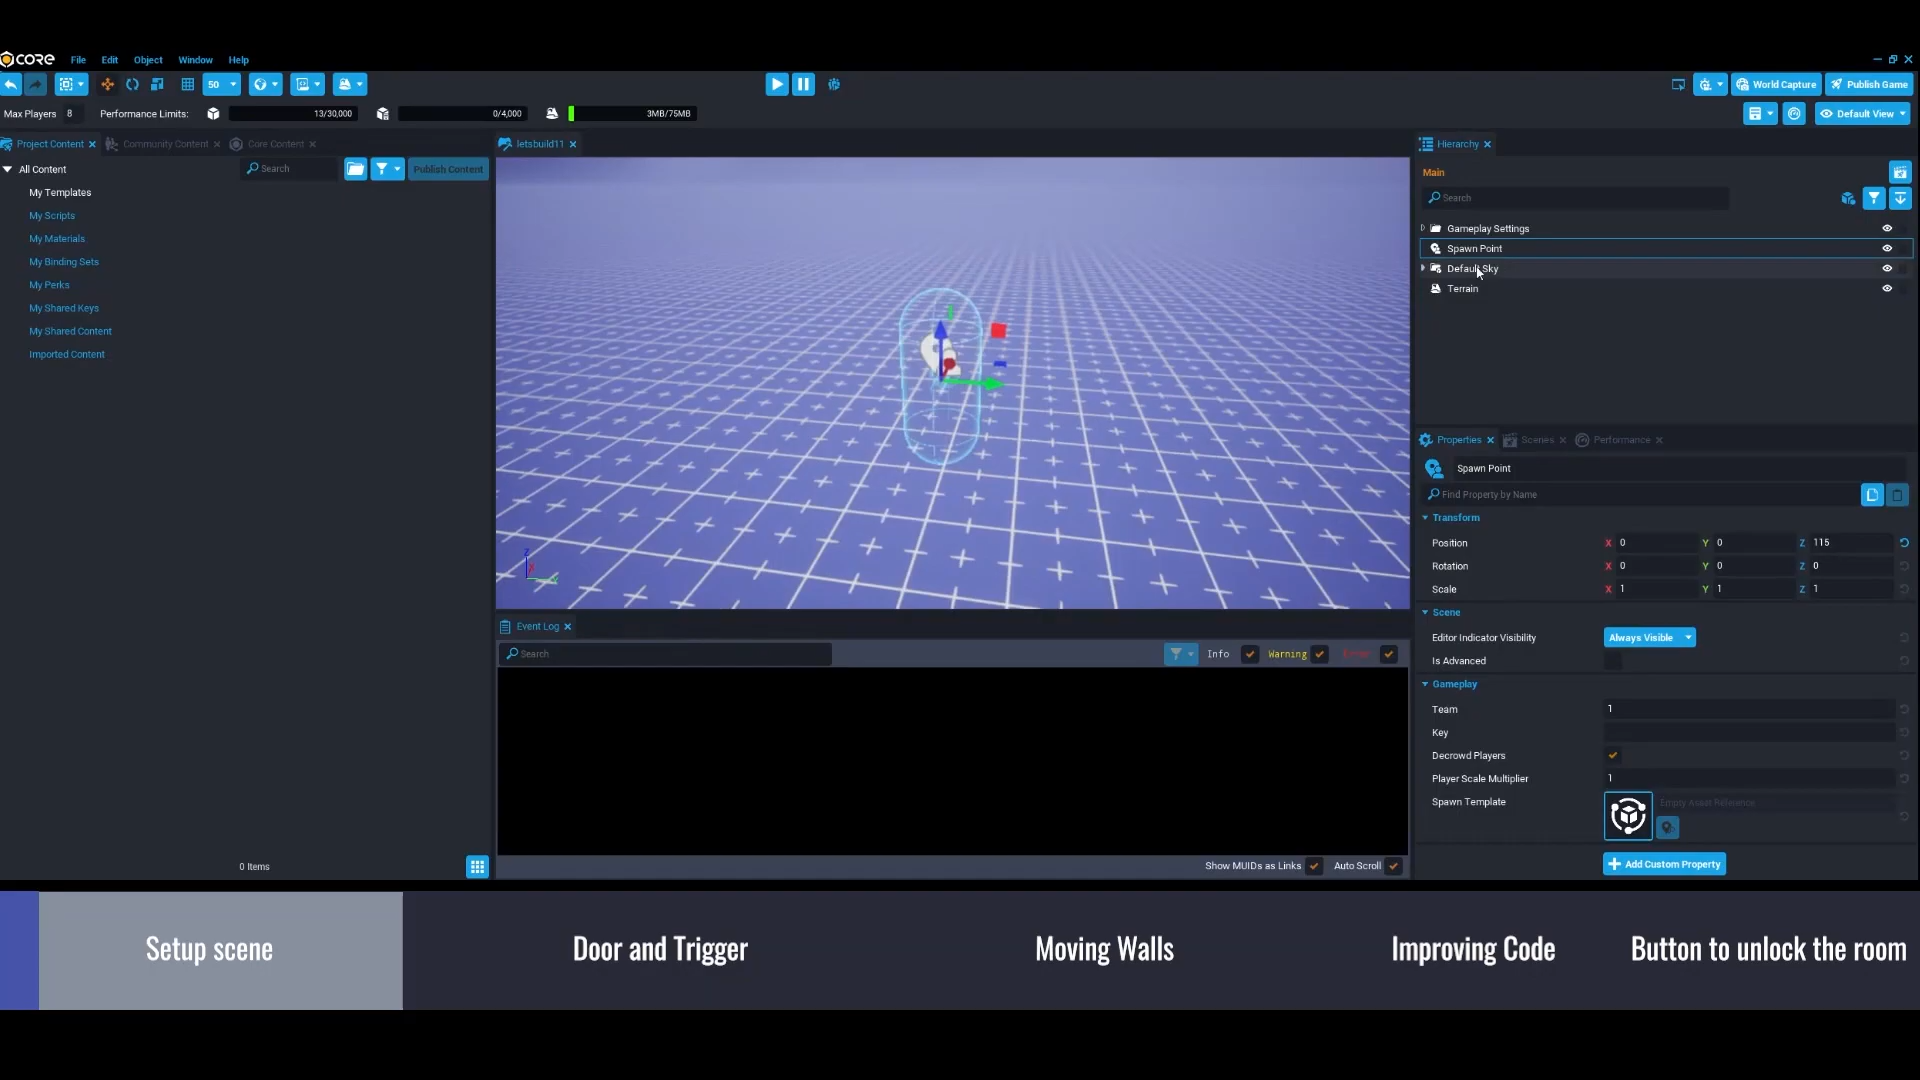 CORE File Edit Object Window Help
50
World Capture Publish Game
Max Players 8 Performance Limits: 13/30,000 0/4,000 3MB/75MB
Default View
Project Content Community Content Core Content
All Content Search Publish Content
My Templates
My Scripts
My Materials
My Binding Sets
My Perks
My Shared Keys
My Shared Content
Imported Content
0 Items
letsbuild11
Z
X
Y
Event Log
Search Info Warning Error
Show MUIDs as Links Auto Scroll
Hierarchy
Main
Search
Gameplay Settings
Spawn Point
Default Sky
Terrain
Properties Scenes Performance
Spawn Point
Find Property by Name
Transform
Position X 0 Y 0 Z 115
Rotation X 0 Y 0 Z 0
Scale X 1 Y 1 Z 1
Scene
Editor Indicator Visibility Always Visible
Is Advanced
Gameplay
Team 1
Key
Decrowd Players
Player Scale Multiplier 1
Spawn Template Empty Asset Reference
Add Custom Property
Setup scene Door and Trigger Moving Walls Improving Code Button to unlock the room